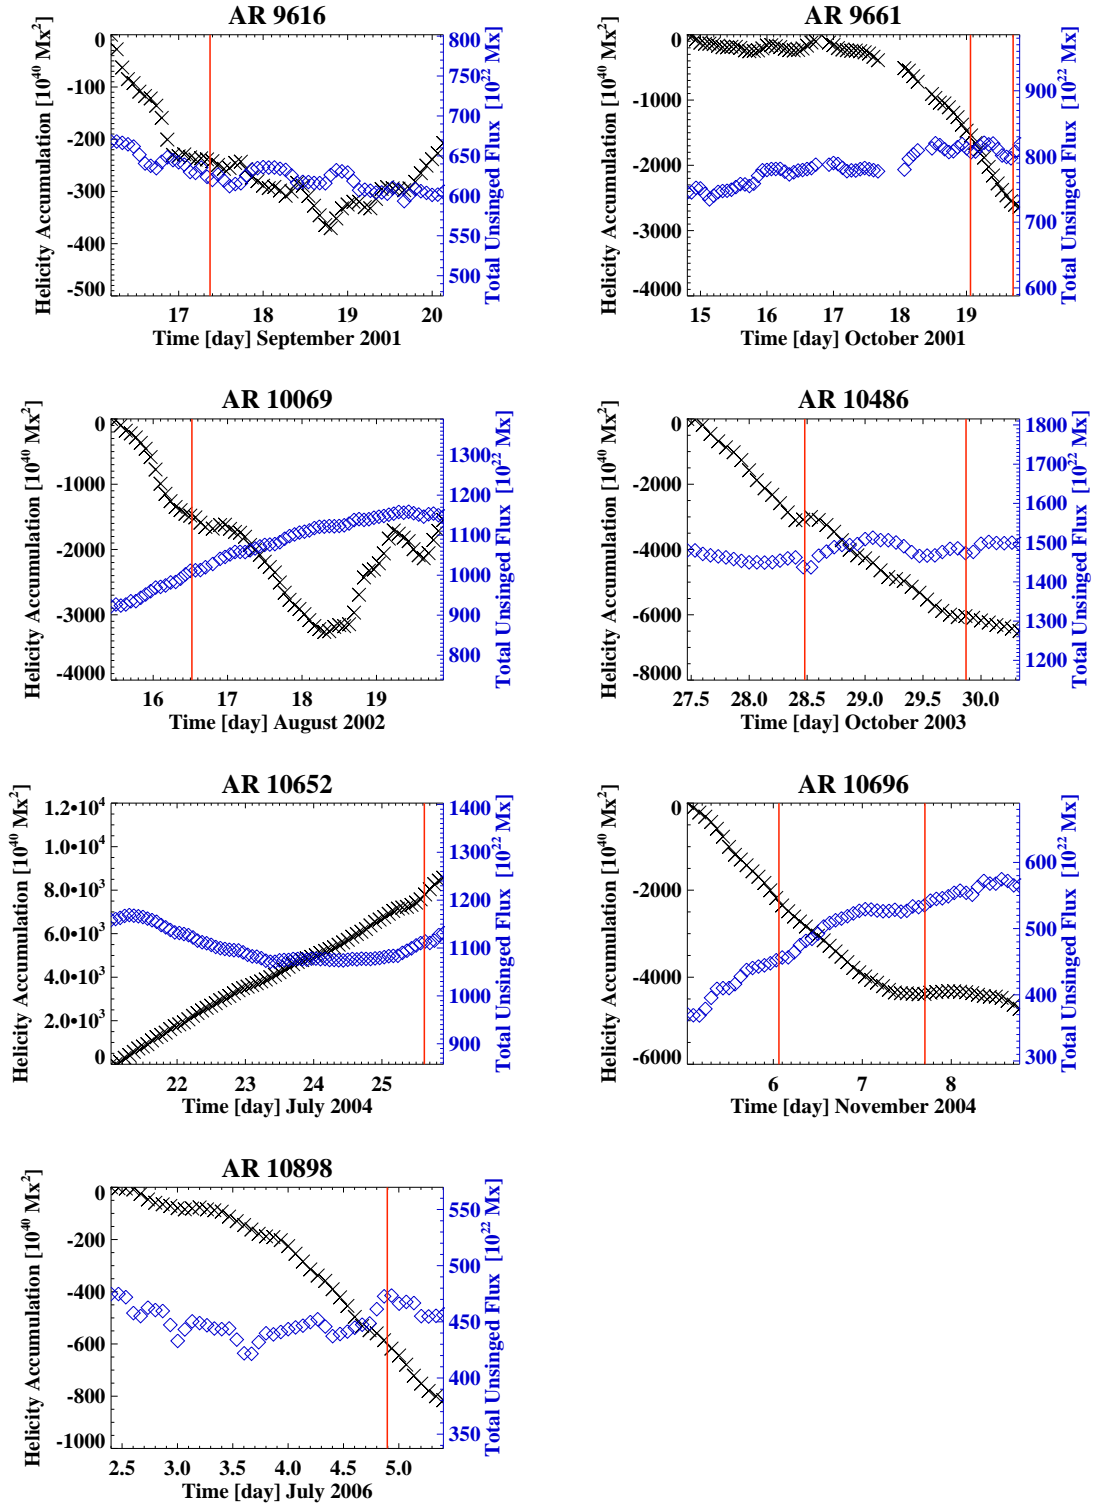 AR 9616
Helicity Accumulation [10^40 Mx^2]
0
-100
-200
-300
-400
-500
800
750
700
650
600
550
500
Total Unsinged Flux [10^22 Mx]
17 18 19 20
Time [day] September 2001
AR 9661
Helicity Accumulation [10^40 Mx^2]
0
-1000
-2000
-3000
-4000
900
800
700
600
Total Unsinged Flux [10^22 Mx]
15 16 17 18 19
Time [day] October 2001
AR 10069
Helicity Accumulation [10^40 Mx^2]
0
-1000
-2000
-3000
-4000
1300
1200
1100
1000
900
800
Total Unsinged Flux [10^22 Mx]
16 17 18 19
Time [day] August 2002
AR 10486
Helicity Accumulation [10^40 Mx^2]
0
-2000
-4000
-6000
-8000
1800
1700
1600
1500
1400
1300
1200
Total Unsinged Flux [10^22 Mx]
27.5 28.0 28.5 29.0 29.5 30.0
Time [day] October 2003
AR 10652
Helicity Accumulation [10^40 Mx^2]
1.2•10^4
1.0•10^4
8.0•10^3
6.0•10^3
4.0•10^3
2.0•10^3
0
1400
1300
1200
1100
1000
900
Total Unsinged Flux [10^22 Mx]
22 23 24 25
Time [day] July 2004
AR 10696
Helicity Accumulation [10^40 Mx^2]
0
-2000
-4000
-6000
600
500
400
300
Total Unsinged Flux [10^22 Mx]
6 7 8
Time [day] November 2004
AR 10898
Helicity Accumulation [10^40 Mx^2]
0
-200
-400
-600
-800
-1000
550
500
450
400
350
Total Unsinged Flux [10^22 Mx]
2.5 3.0 3.5 4.0 4.5 5.0
Time [day] July 2006